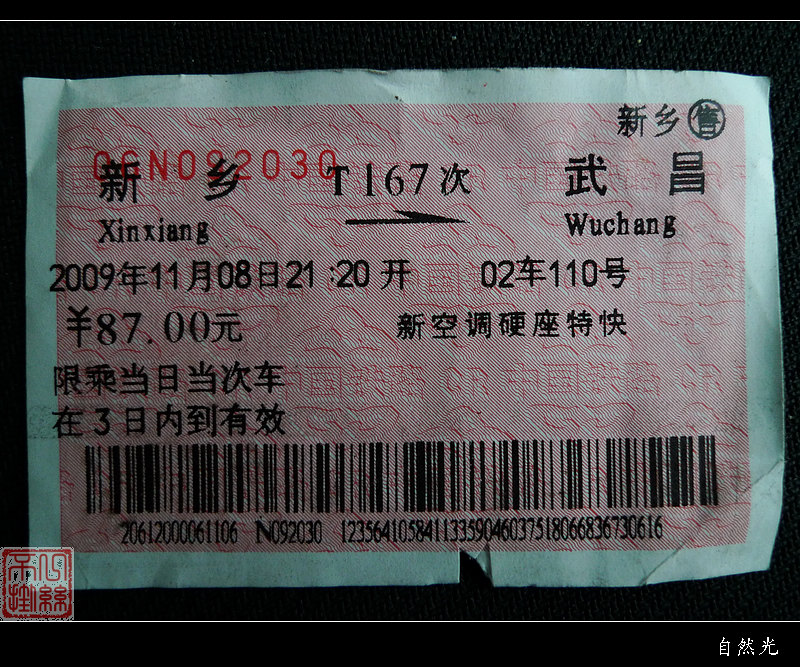 新乡 售
06N092030
新 乡 T167次 武 昌
Xinxiang Wuchang
2009年11月08日21:20开 02车110号
¥87.00元 新空调硬座特快
限乘当日当次车
在3日内到有效
20612000061106 N092030 1235641058411335904603751806683673​0616
自然光